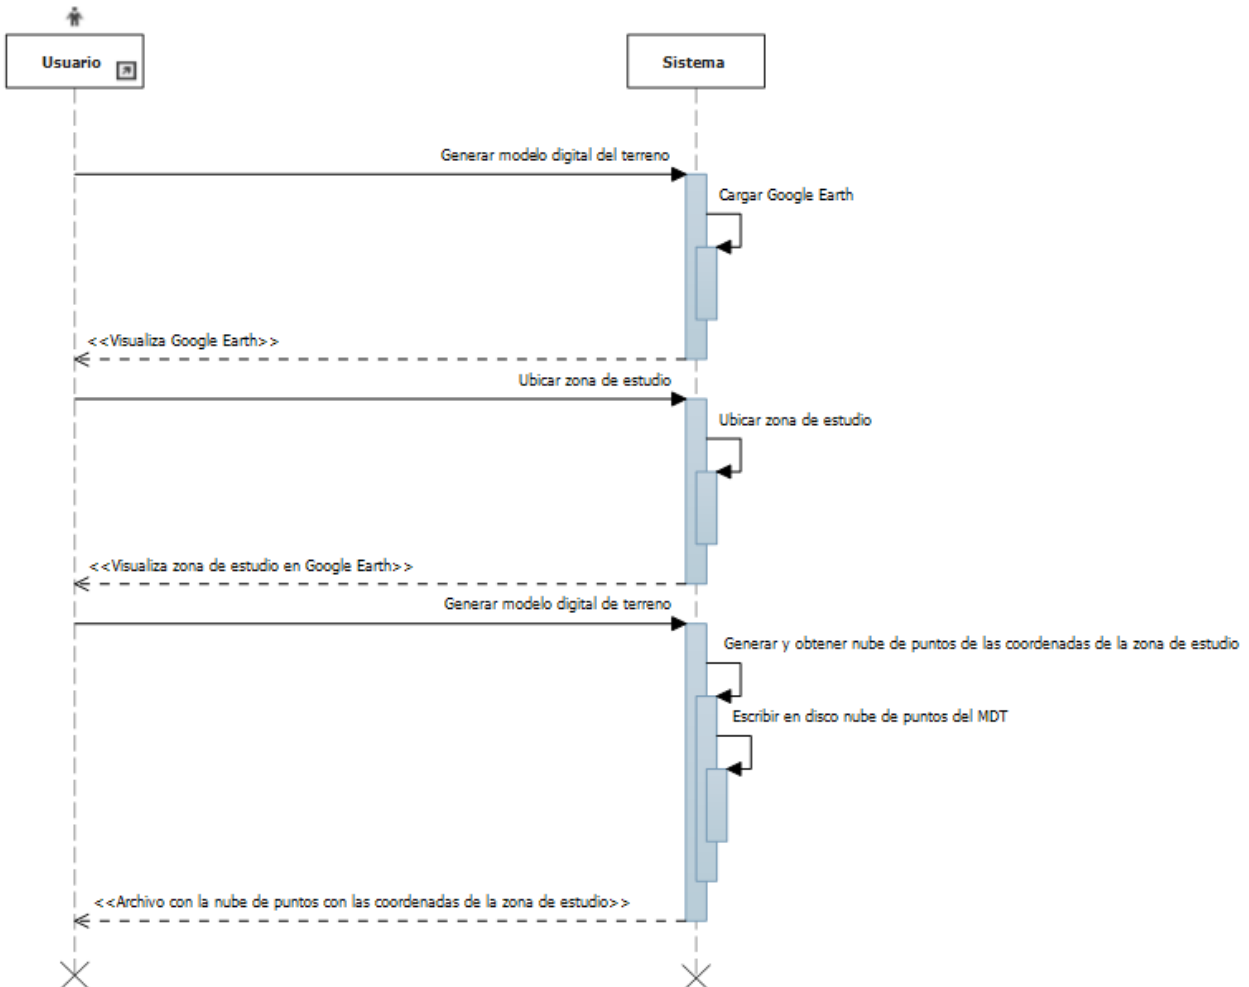 Usuario
Sistema
Generar modelo digital del terreno
Cargar Google Earth
<<Visualiza Google Earth>>
Ubicar zona de estudio
Ubicar zona de estudio
<<Visualiza zona de estudio en Google Earth>>
Generar modelo digital de terreno
Generar y obtener nube de puntos de las coordenadas de la zona de estudio
Escribir en disco nube de puntos del MDT
<<Archivo con la nube de puntos con las coordenadas de la zona de estudio>>